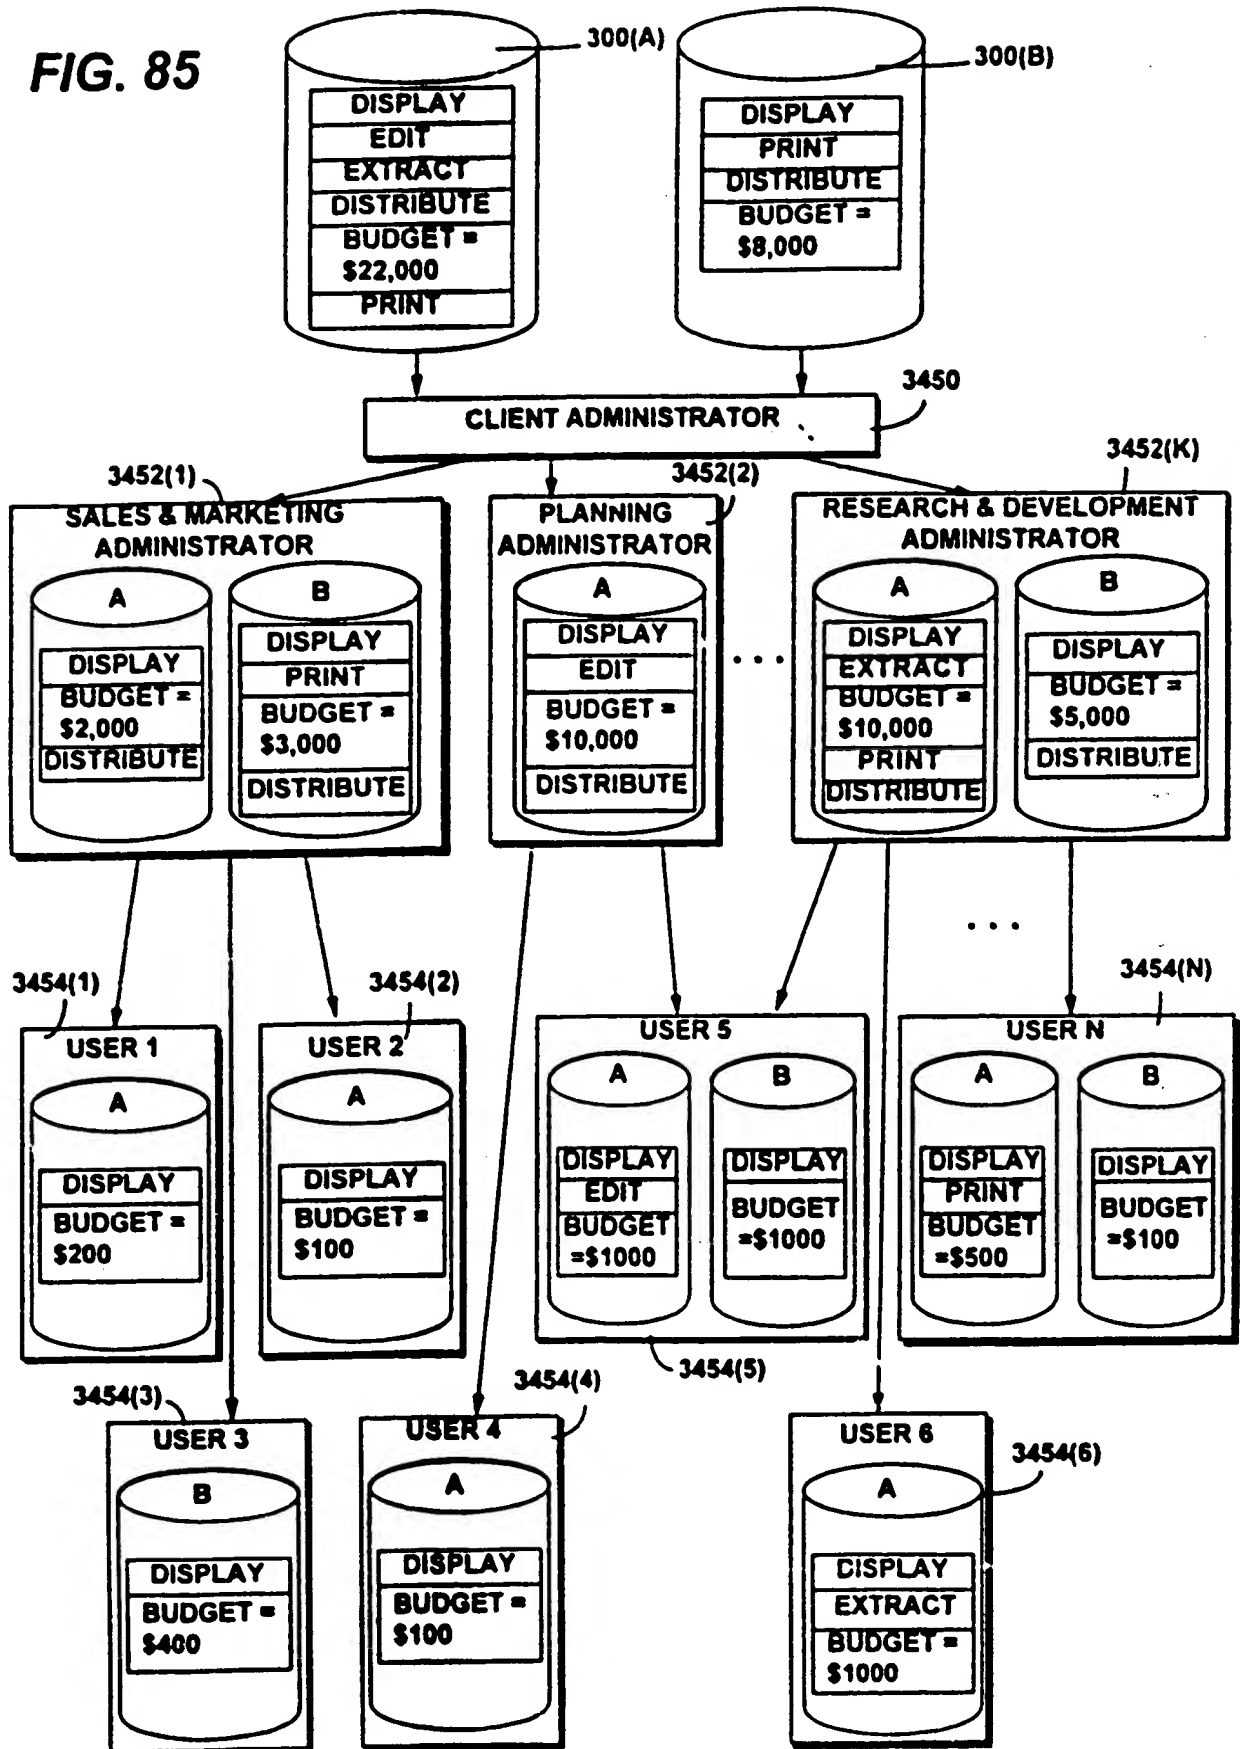 FIG. 85
300(A)
DISPLAY
EDIT
EXTRACT
DISTRIBUTE
BUDGET =
$22,000
PRINT
300(B)
DISPLAY
PRINT
DISTRIBUTE
BUDGET =
$8,000
CLIENT ADMINISTRATOR
3450
3452(1)
SALES & MARKETING
ADMINISTRATOR
A
DISPLAY
BUDGET =
$2,000
DISTRIBUTE
B
DISPLAY
PRINT
BUDGET =
$3,000
DISTRIBUTE
3452(2)
PLANNING
ADMINISTRATOR
A
DISPLAY
EDIT
BUDGET =
$10,000
DISTRIBUTE
. . .
3452(K)
RESEARCH & DEVELOPMENT
ADMINISTRATOR
A
DISPLAY
EXTRACT
BUDGET =
$10,000
PRINT
DISTRIBUTE
B
DISPLAY
BUDGET =
$5,000
DISTRIBUTE
. . .
3454(1)
USER 1
A
DISPLAY
BUDGET =
$200
3454(2)
USER 2
A
DISPLAY
BUDGET =
$100
USER 5
A
DISPLAY
EDIT
BUDGET
=$1000
B
DISPLAY
BUDGET
=$1000
3454(5)
3454(N)
USER N
A
DISPLAY
PRINT
BUDGET
=$500
B
DISPLAY
BUDGET
=$100
3454(3)
USER 3
B
DISPLAY
BUDGET =
$400
3454(4)
USER 4
A
DISPLAY
BUDGET =
$100
USER 6
3454(6)
A
DISPLAY
EXTRACT
BUDGET =
$1000